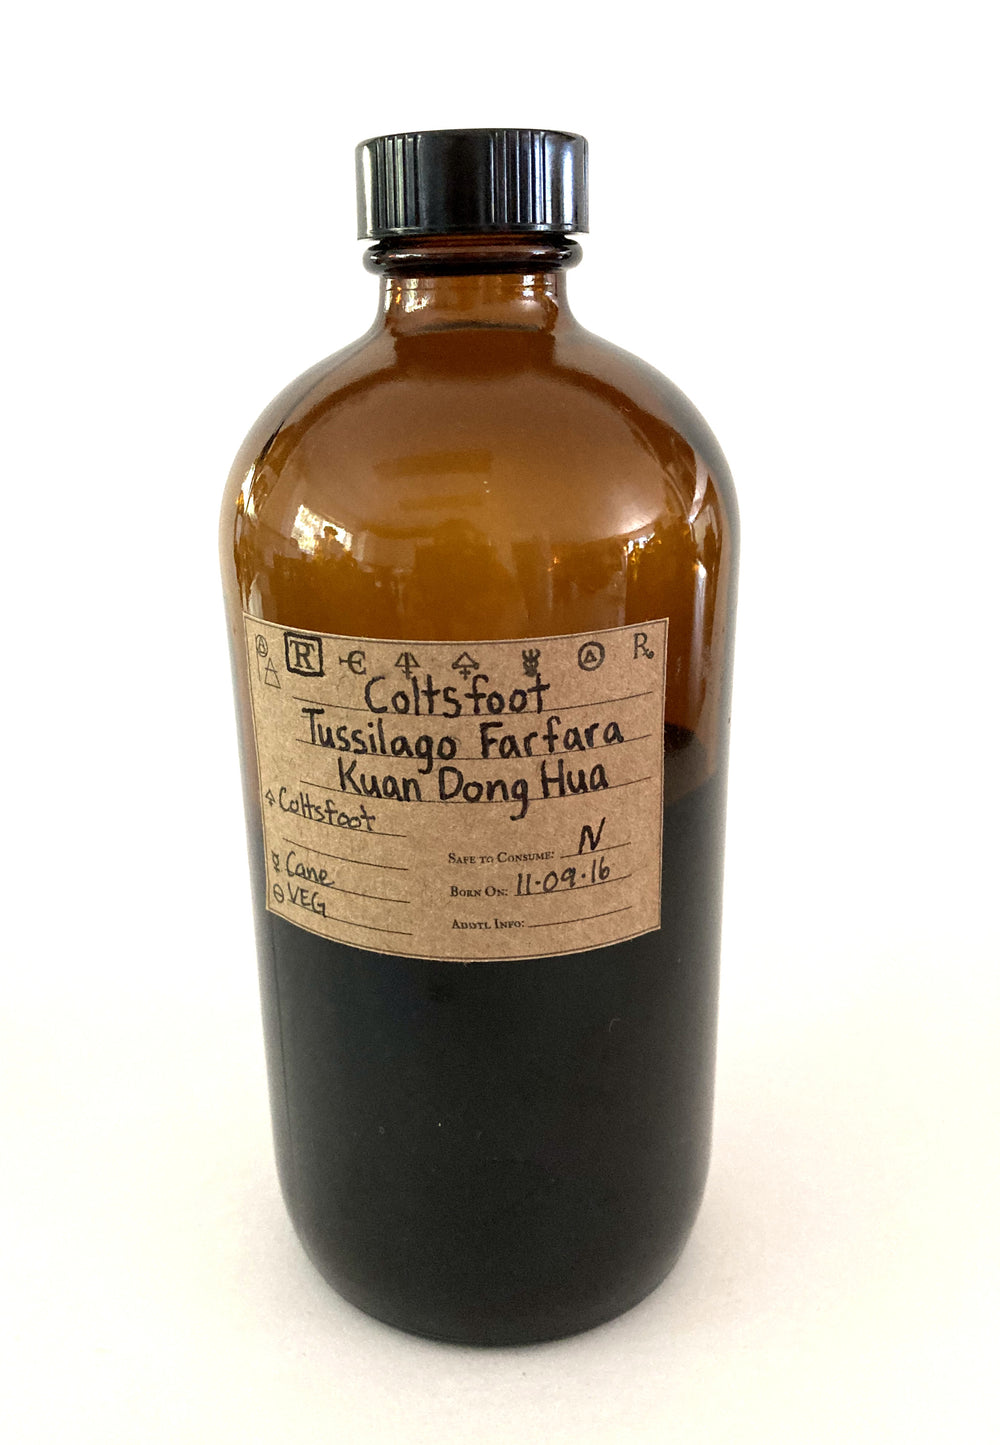 R
Coltsfoot
Tussilago Farfara
Kuan Dong Hua
Coltsfoot
Cane
VEG
SAFE TO CONSUME: N
BORN ON: 11·09·16
ADDTL INFO: